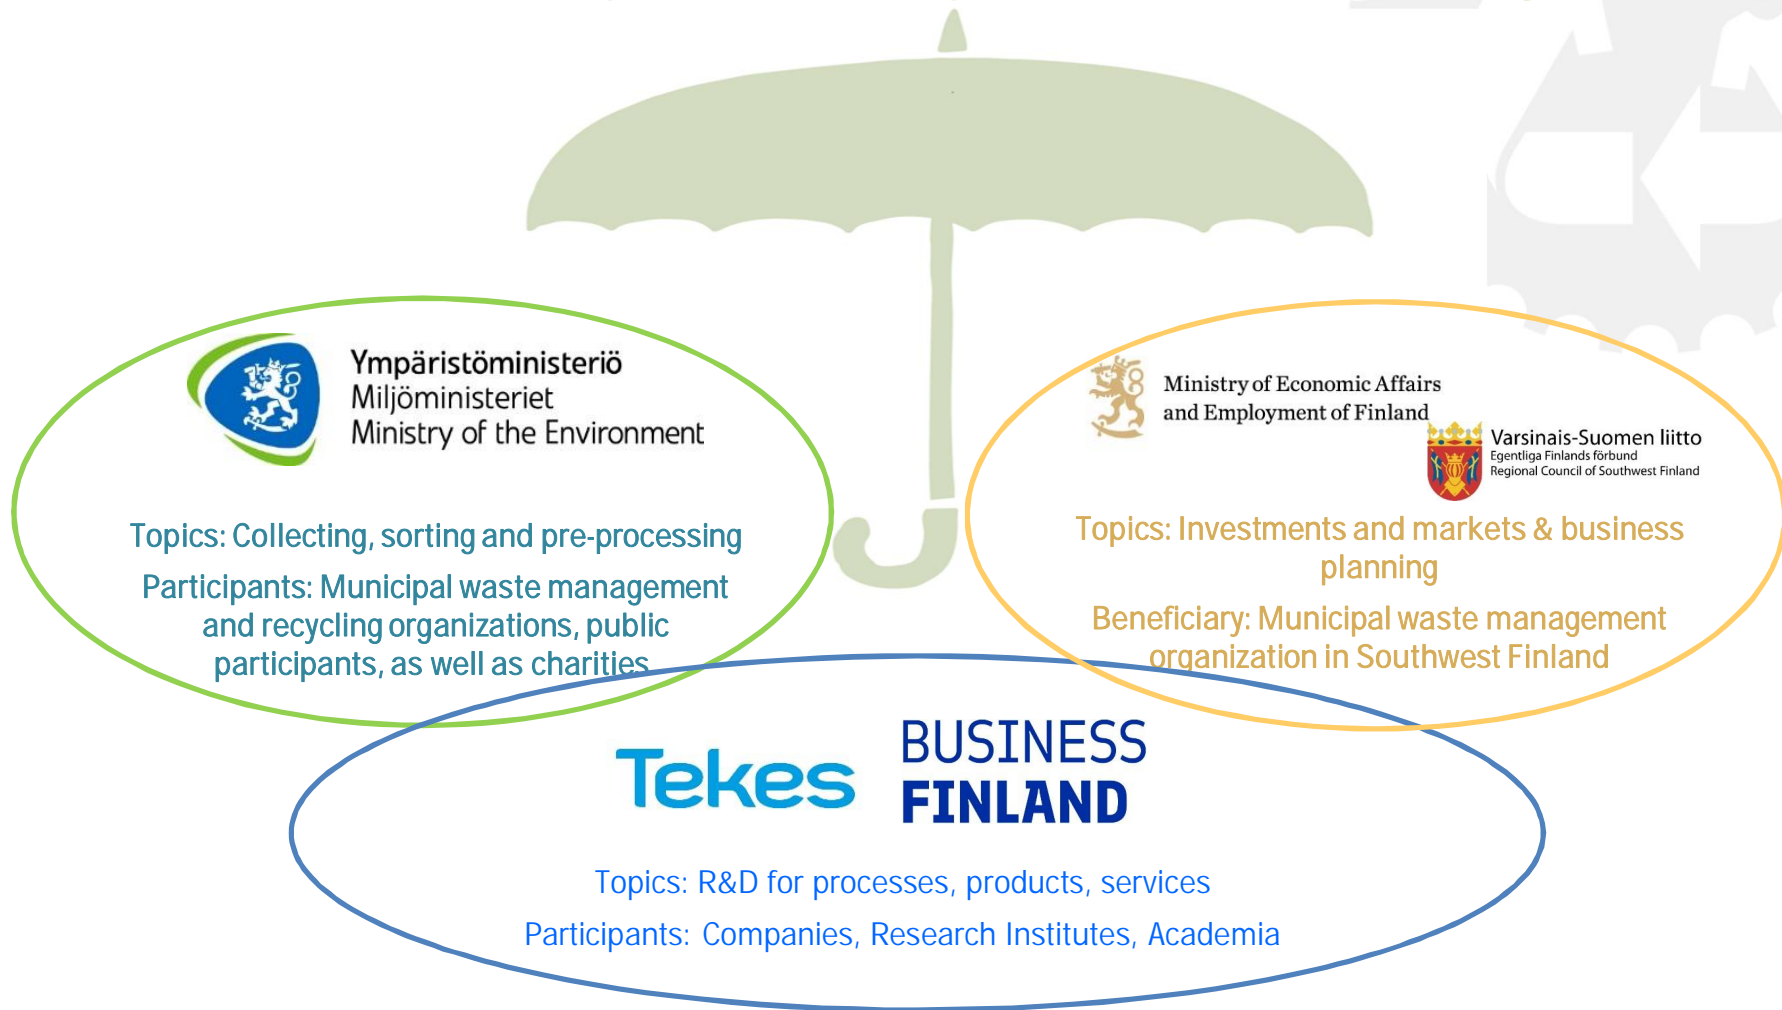 Ympäristöministeriö
Miljöministeriet
Ministry of the Environment
Topics: Collecting, sorting and pre-processing
Participants: Municipal waste management
and recycling organizations, public
participants, as well as charities
Ministry of Economic Affairs
and Employment of Finland
Varsinais-Suomen liitto
Egentliga Finlands förbund
Regional Council of Southwest Finland
Topics: Investments and markets & business
planning
Beneficiary: Municipal waste management
organization in Southwest Finland
Tekes
BUSINESS
FINLAND
Topics: R&D for processes, products, services
Participants: Companies, Research Institutes, Academia